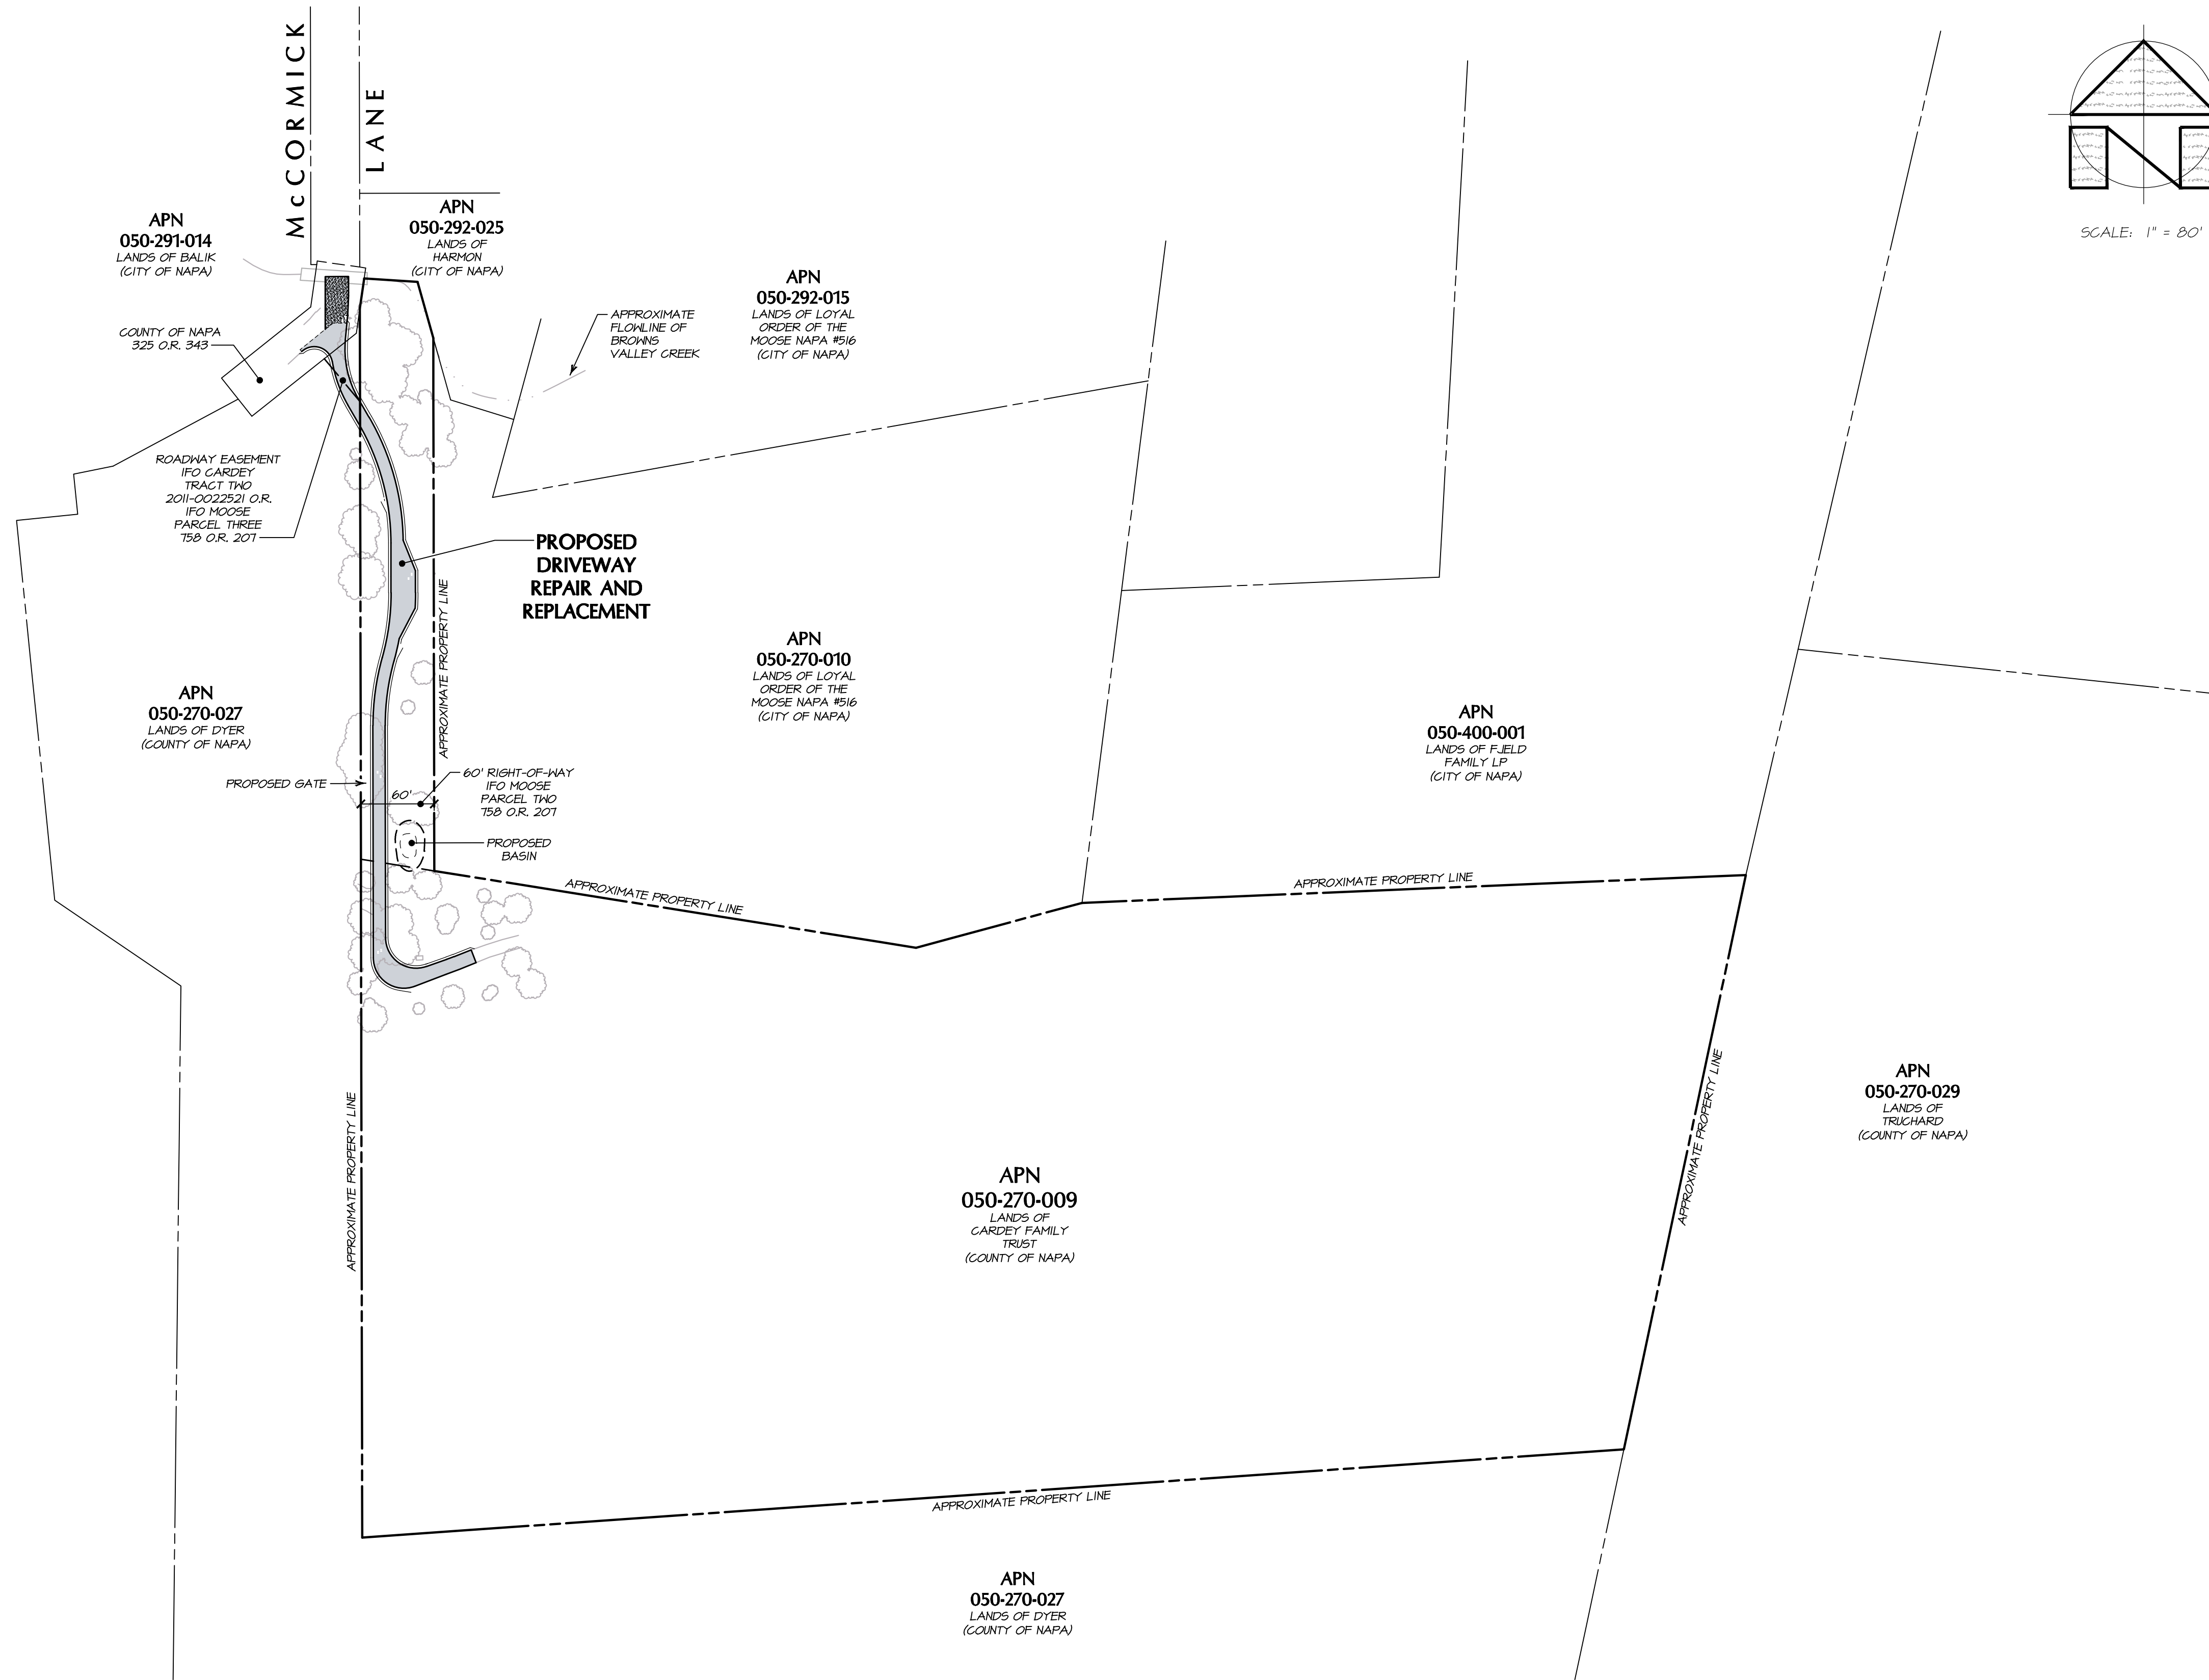 McCORMICK
LANE
SCALE: 1" = 80'
APN
050-291-014
LANDS OF BALIK
(CITY OF NAPA)
APN
050-292-025
LANDS OF
HARMON
(CITY OF NAPA)
APN
050-292-015
LANDS OF LOYAL
ORDER OF THE
MOOSE NAPA #516
(CITY OF NAPA)
APPROXIMATE
FLOWLINE OF
BROWNS
VALLEY CREEK
COUNTY OF NAPA
325 O.R. 343
ROADWAY EASEMENT
IFO CARDEY
TRACT TWO
2011-0022521 O.R.
IFO MOOSE
PARCEL THREE
758 O.R. 207
PROPOSED
DRIVEWAY
REPAIR AND
REPLACEMENT
APPROXIMATE PROPERTY LINE
APN
050-270-010
LANDS OF LOYAL
ORDER OF THE
MOOSE NAPA #516
(CITY OF NAPA)
APN
050-270-027
LANDS OF DYER
(COUNTY OF NAPA)
APN
050-400-001
LANDS OF FJELD
FAMILY LP
(CITY OF NAPA)
PROPOSED GATE
60'
60' RIGHT-OF-WAY
IFO MOOSE
PARCEL TWO
758 O.R. 207
PROPOSED
BASIN
APPROXIMATE PROPERTY LINE
APPROXIMATE PROPERTY LINE
APPROXIMATE PROPERTY LINE
APPROXIMATE PROPERTY LINE
APN
050-270-029
LANDS OF
TRUCHARD
(COUNTY OF NAPA)
APN
050-270-009
LANDS OF
CARDEY FAMILY
TRUST
(COUNTY OF NAPA)
APPROXIMATE PROPERTY LINE
APN
050-270-027
LANDS OF DYER
(COUNTY OF NAPA)